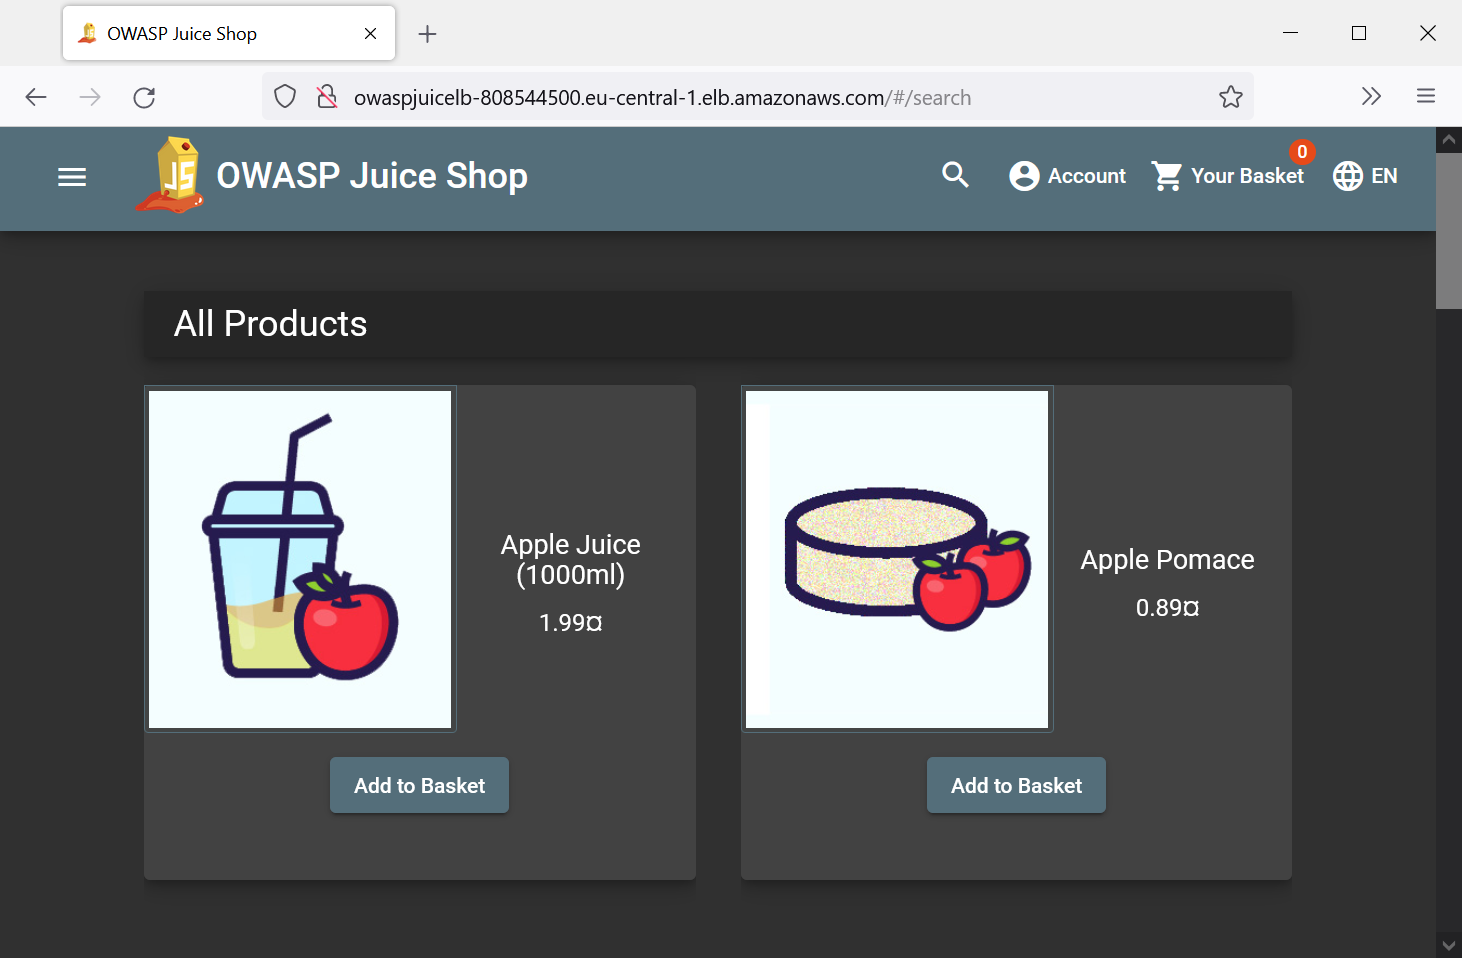 OWASP Juice Shop
owaspjuicelb-808544500.eu-central-1.elb.amazonaws.com/#/search
JS
OWASP Juice Shop
Account
Your Basket
0
EN
All Products
Apple Juice
(1000ml)
1.99¤
Add to Basket
Apple Pomace
0.89¤
Add to Basket